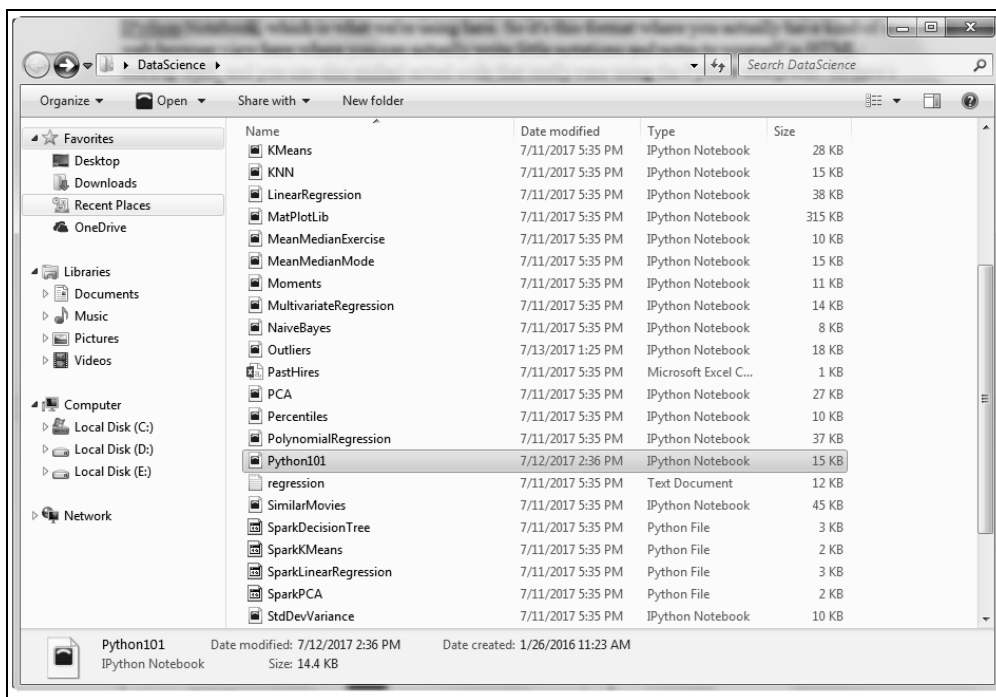 DataScience
Search DataScience
Organize Open Share with New folder
Favorites
Desktop
Downloads
Recent Places
OneDrive
Libraries
Documents
Music
Pictures
Videos
Computer
Local Disk (C:)
Local Disk (D:)
Local Disk (E:)
Network
Name Date modified Type Size
KMeans 7/11/2017 5:35 PM IPython Notebook 28 KB
KNN 7/11/2017 5:35 PM IPython Notebook 15 KB
LinearRegression 7/11/2017 5:35 PM IPython Notebook 38 KB
MatPlotLib 7/11/2017 5:35 PM IPython Notebook 315 KB
MeanMedianExercise 7/11/2017 5:35 PM IPython Notebook 10 KB
MeanMedianMode 7/11/2017 5:35 PM IPython Notebook 15 KB
Moments 7/11/2017 5:35 PM IPython Notebook 11 KB
MultivariateRegression 7/11/2017 5:35 PM IPython Notebook 14 KB
NaiveBayes 7/11/2017 5:35 PM IPython Notebook 8 KB
Outliers 7/13/2017 1:25 PM IPython Notebook 18 KB
PastHires 7/11/2017 5:35 PM Microsoft Excel C... 1 KB
PCA 7/11/2017 5:35 PM IPython Notebook 27 KB
Percentiles 7/11/2017 5:35 PM IPython Notebook 10 KB
PolynomialRegression 7/11/2017 5:35 PM IPython Notebook 37 KB
Python101 7/12/2017 2:36 PM IPython Notebook 15 KB
regression 7/11/2017 5:35 PM Text Document 12 KB
SimilarMovies 7/11/2017 5:35 PM IPython Notebook 45 KB
SparkDecisionTree 7/11/2017 5:35 PM Python File 3 KB
SparkKMeans 7/11/2017 5:35 PM Python File 2 KB
SparkLinearRegression 7/11/2017 5:35 PM Python File 3 KB
SparkPCA 7/11/2017 5:35 PM Python File 2 KB
StdDevVariance 7/11/2017 5:35 PM IPython Notebook 10 KB
Python101 Date modified: 7/12/2017 2:36 PM Date created: 1/26/2016 11:23 AM
IPython Notebook Size: 14.4 KB